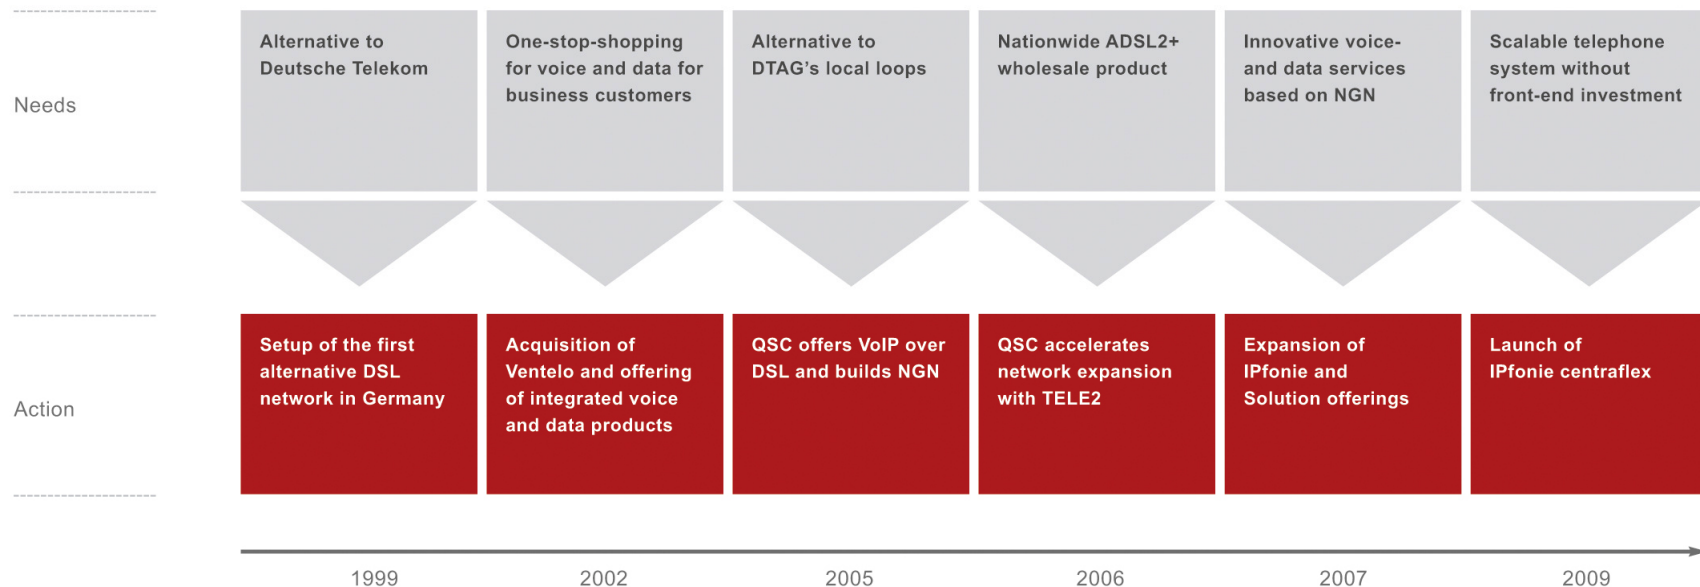 Needs
Alternative to
Deutsche Telekom
One-stop-shopping
for voice and data for
business customers
Alternative to
DTAG’s local loops
Nationwide ADSL2+
wholesale product
Innovative voice-
and data services
based on NGN
Scalable telephone
system without
front-end investment
Action
Setup of the first
alternative DSL
network in Germany
Acquisition of
Ventelo and offering
of integrated voice
and data products
QSC offers VoIP over
DSL and builds NGN
QSC accelerates
network expansion
with TELE2
Expansion of
IPfonie and
Solution offerings
Launch of
IPfonie centraflex
1999
2002
2005
2006
2007
2009